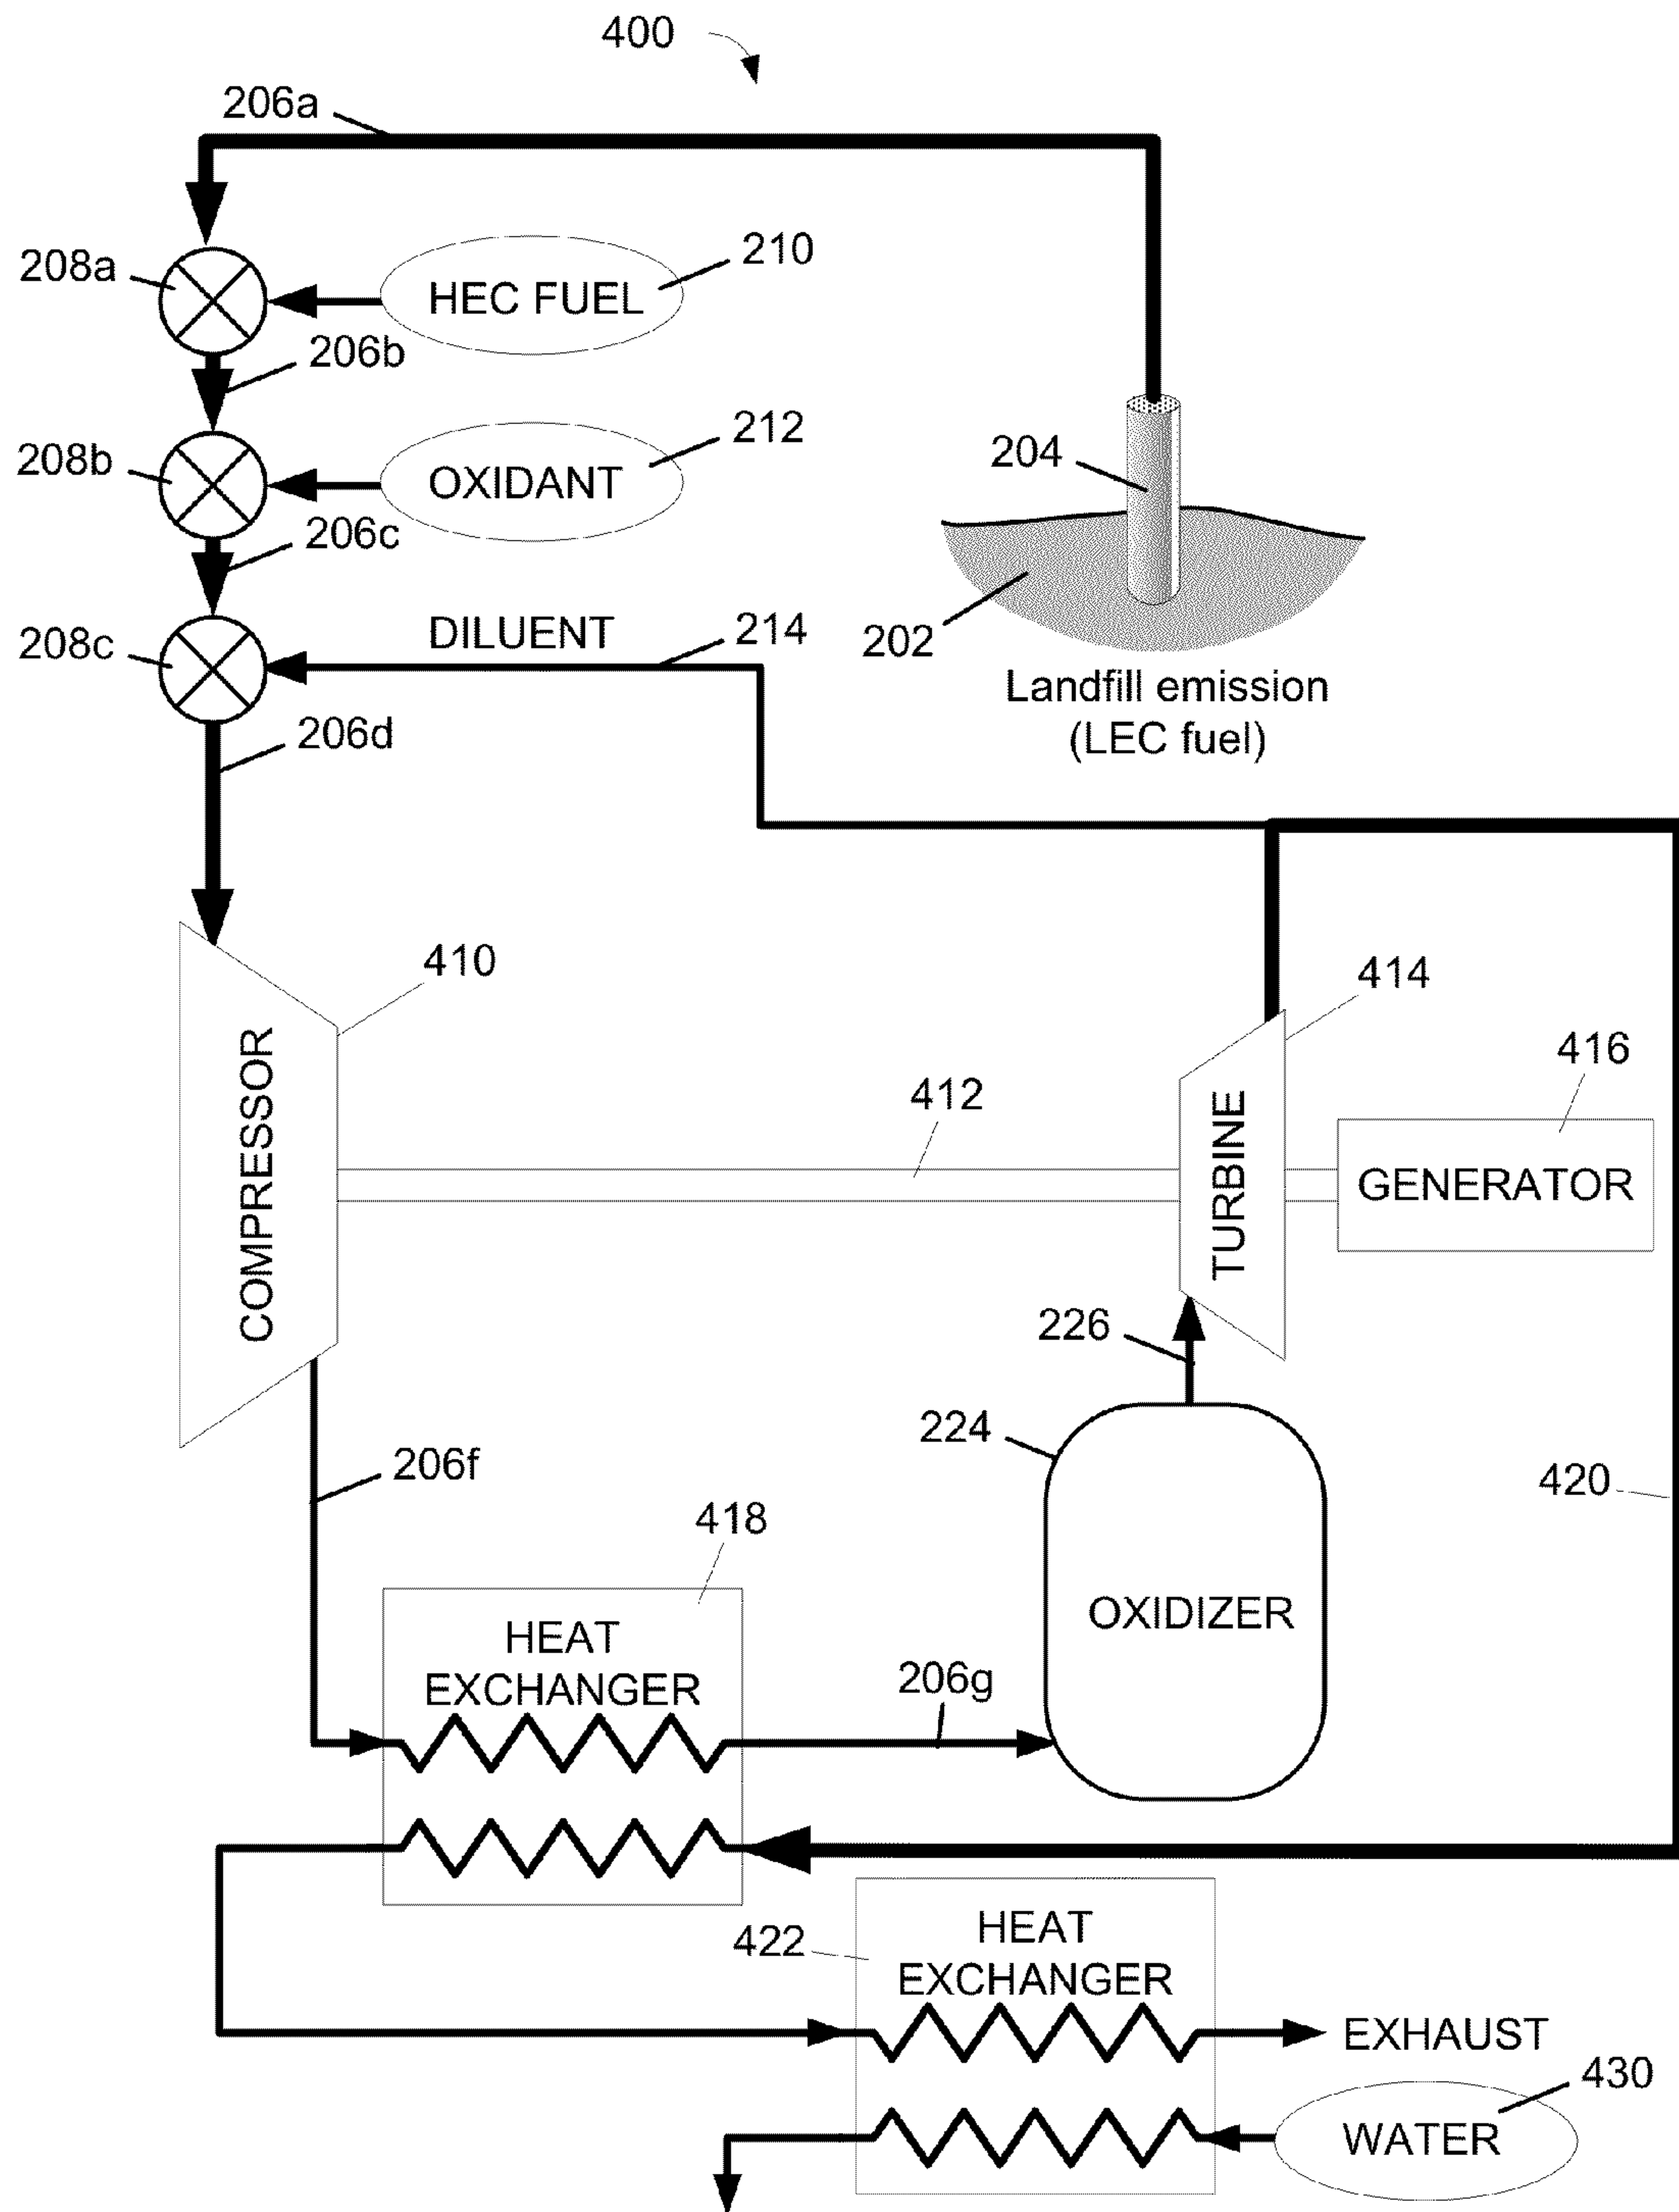 400
206a
208a
HEC FUEL
210
206b
208b
OXIDANT
212
206c
204
208c
DILUENT
214
202
Landfill emission
(LEC fuel)
206d
410
414
416
412
COMPRESSOR
TURBINE
GENERATOR
226
224
206f
420
418
OXIDIZER
HEAT
EXCHANGER
206g
422
HEAT
EXCHANGER
EXHAUST
430
WATER